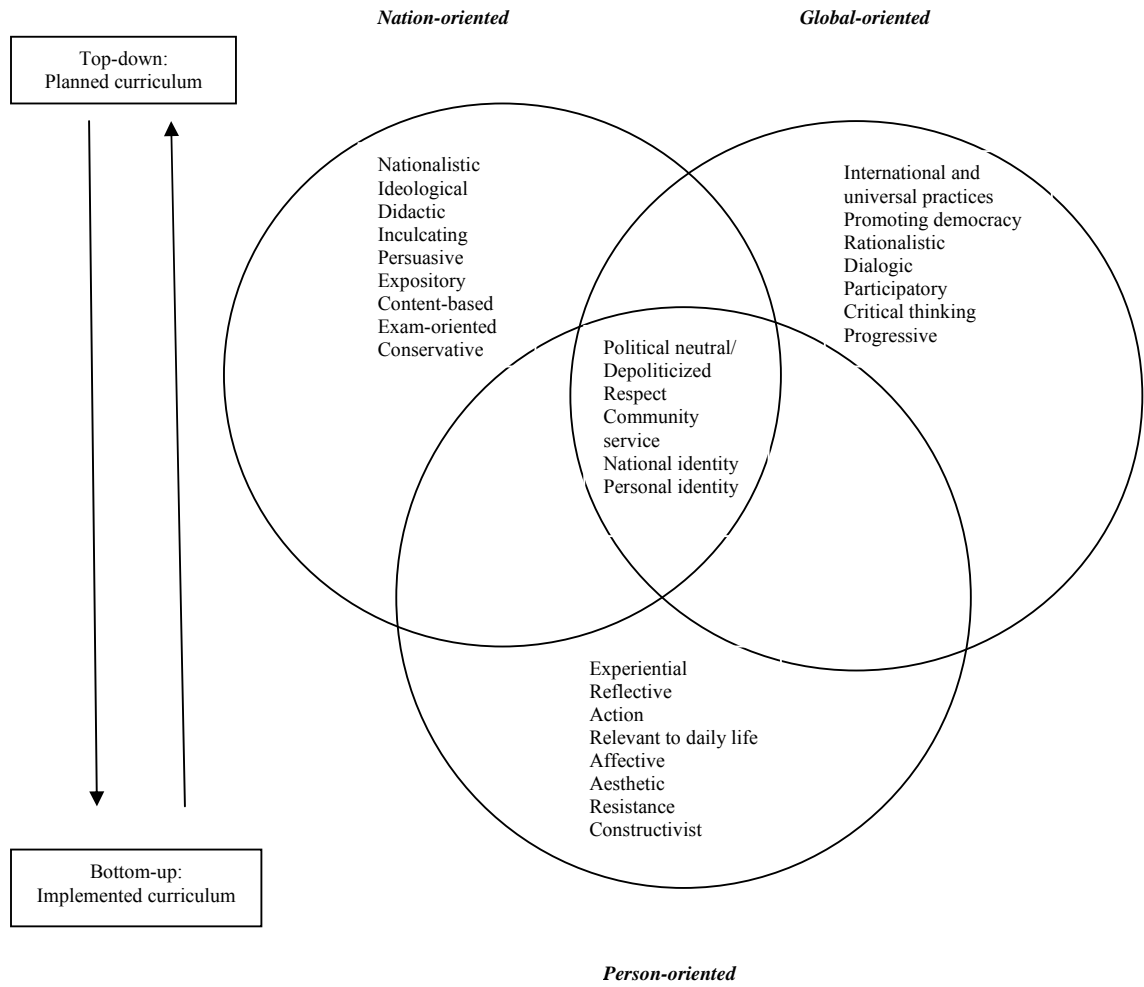 Nation-oriented
Global-oriented
Top-down:
Planned curriculum
Nationalistic
Ideological
Didactic
Inculcating
Persuasive
Expository
Content-based
Exam-oriented
Conservative
International and
universal practices
Promoting democracy
Rationalistic
Dialogic
Participatory
Critical thinking
Progressive
Political neutral/
Depoliticized
Respect
Community
service
National identity
Personal identity
Experiential
Reflective
Action
Relevant to daily life
Affective
Aesthetic
Resistance
Constructivist
Bottom-up:
Implemented curriculum
Person-oriented